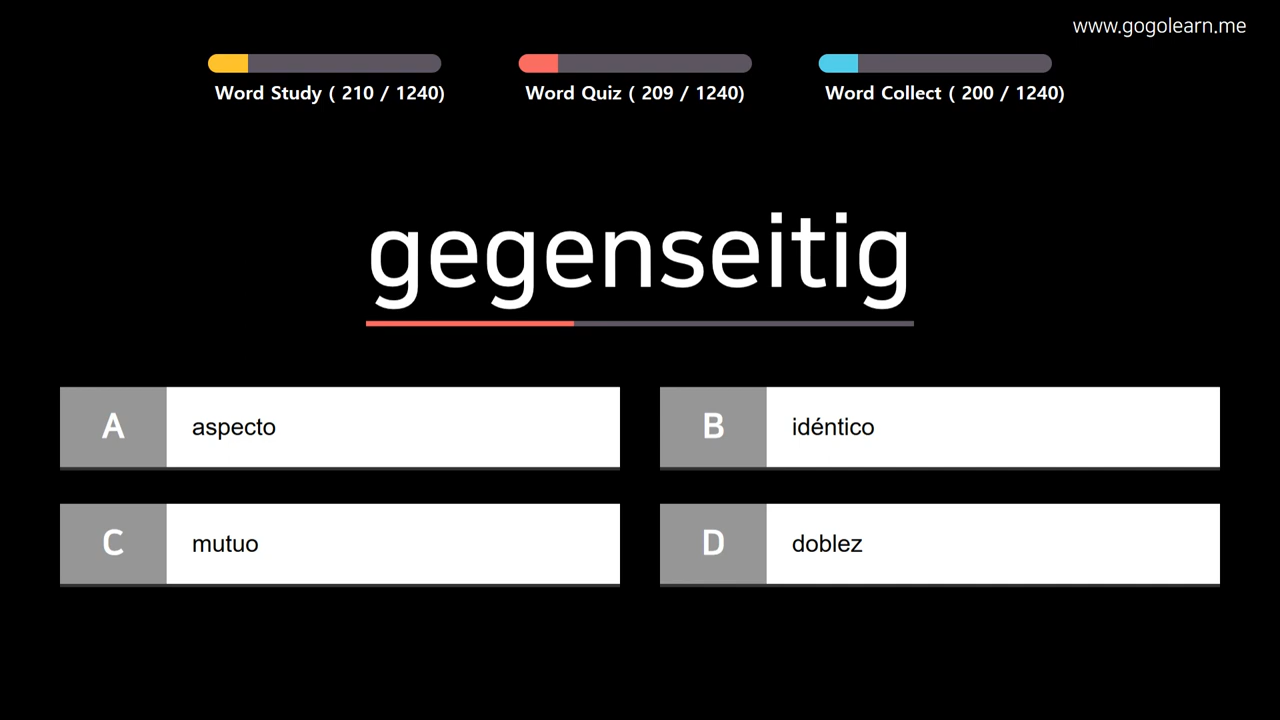 www.gogolearn.me
Word Study ( 210 / 1240)
Word Quiz ( 209 / 1240)
Word Collect ( 200 / 1240)
gegenseitig
A aspecto
B idéntico
C mutuo
D doblez